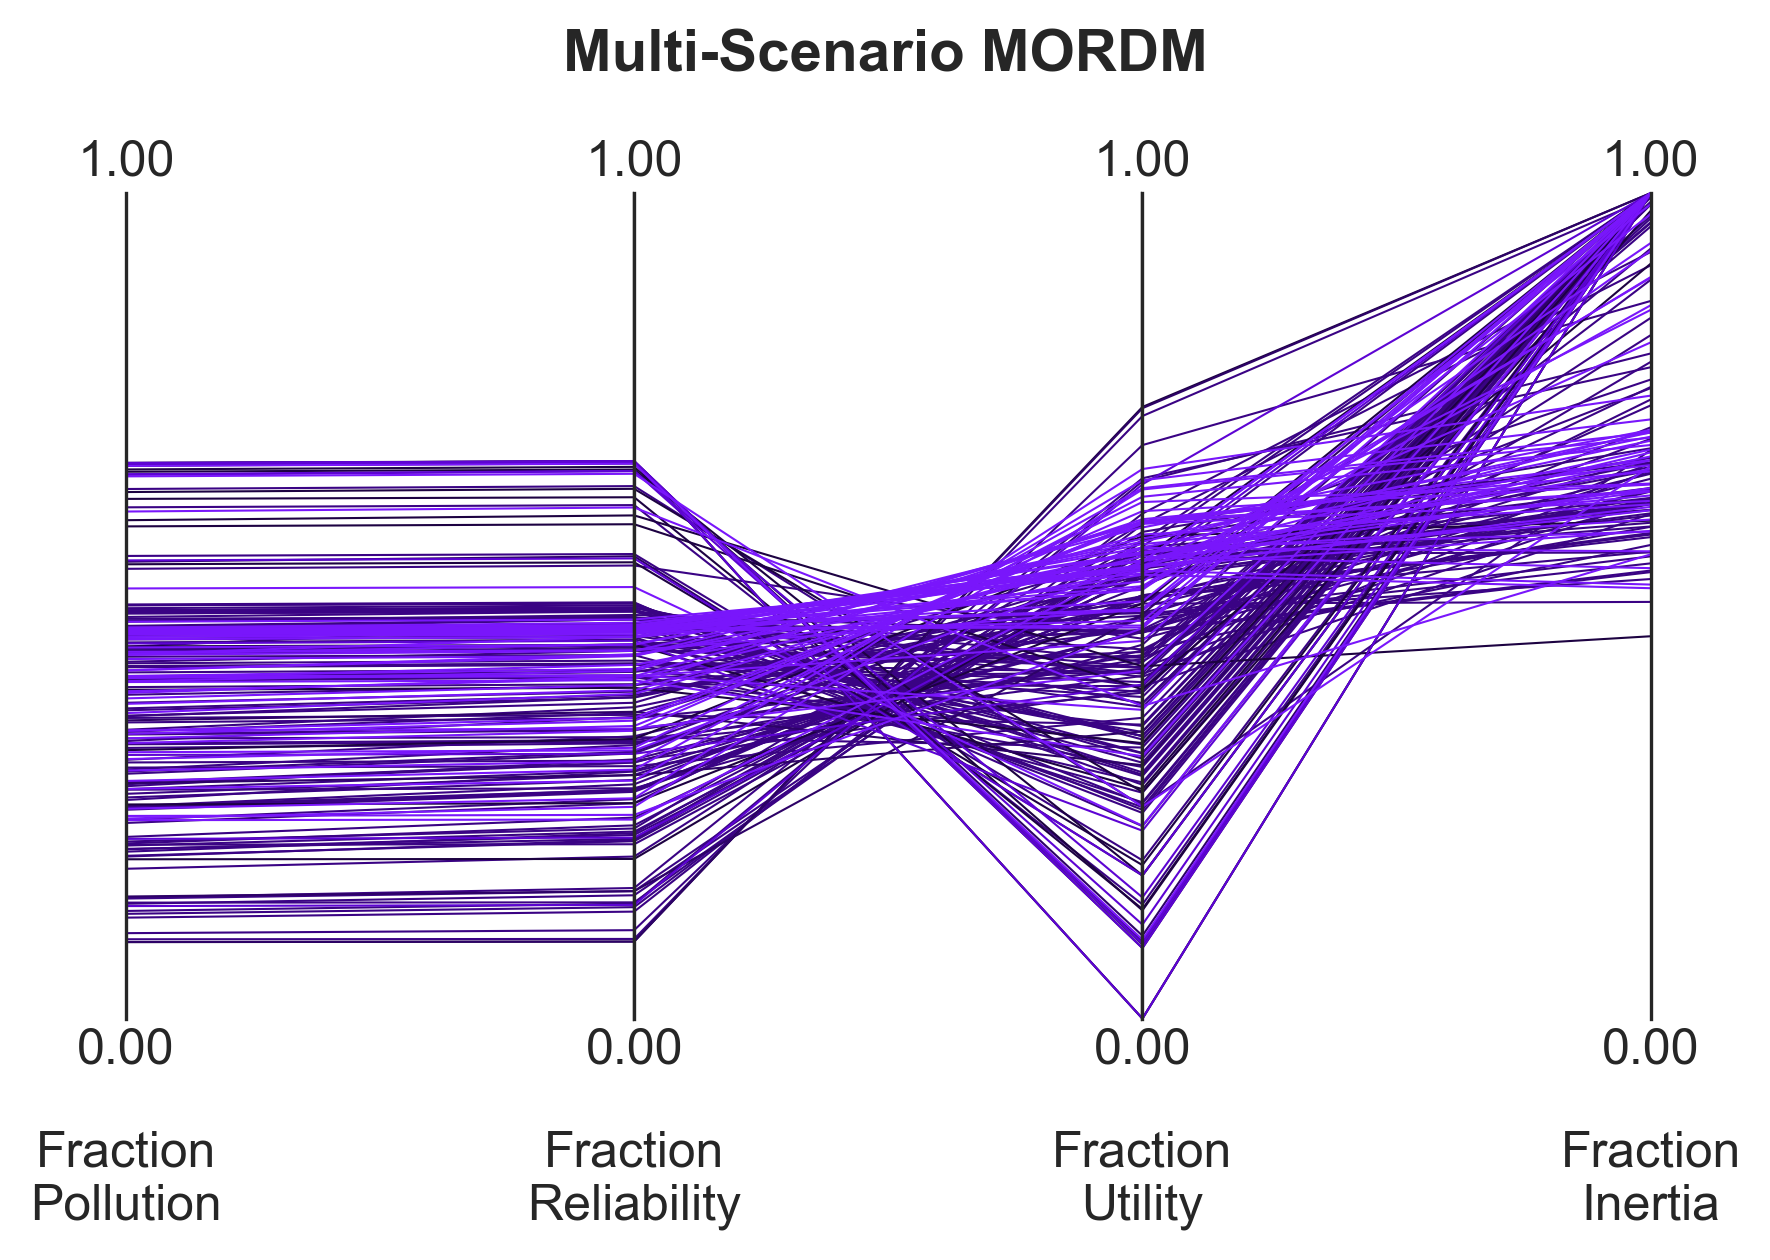 Multi-Scenario MORDM
1.00 1.00 1.00 1.00
0.00 0.00 0.00 0.00
Fraction Fraction Fraction Fraction
Pollution Reliability Utility Inertia